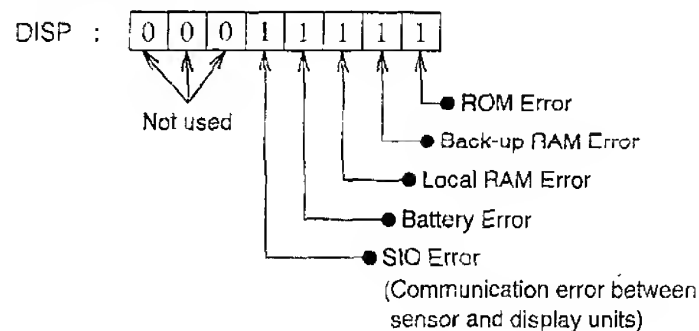 DISP : 0 0 0 1 1 1 1 1
Not used
ROM Error
Back-up RAM Error
Local RAM Error
Battery Error
SIO Error
(Communication error between
sensor and display units)